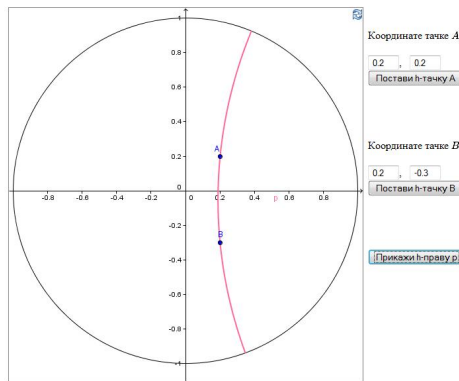 1
Координате тачке A
0.8
0.2 , 0.2
0.6
Постави h-тачку A
0.4
A
0.2
Координате тачке B
0.2 , -0.3
-0.8 -0.6 -0.4 -0.2 0 0.2 0.4 p 0.6 0.8
Постави h-тачку B
-0.2
B
-0.4
Прикажи h-праву p
-0.6
-0.8
-1